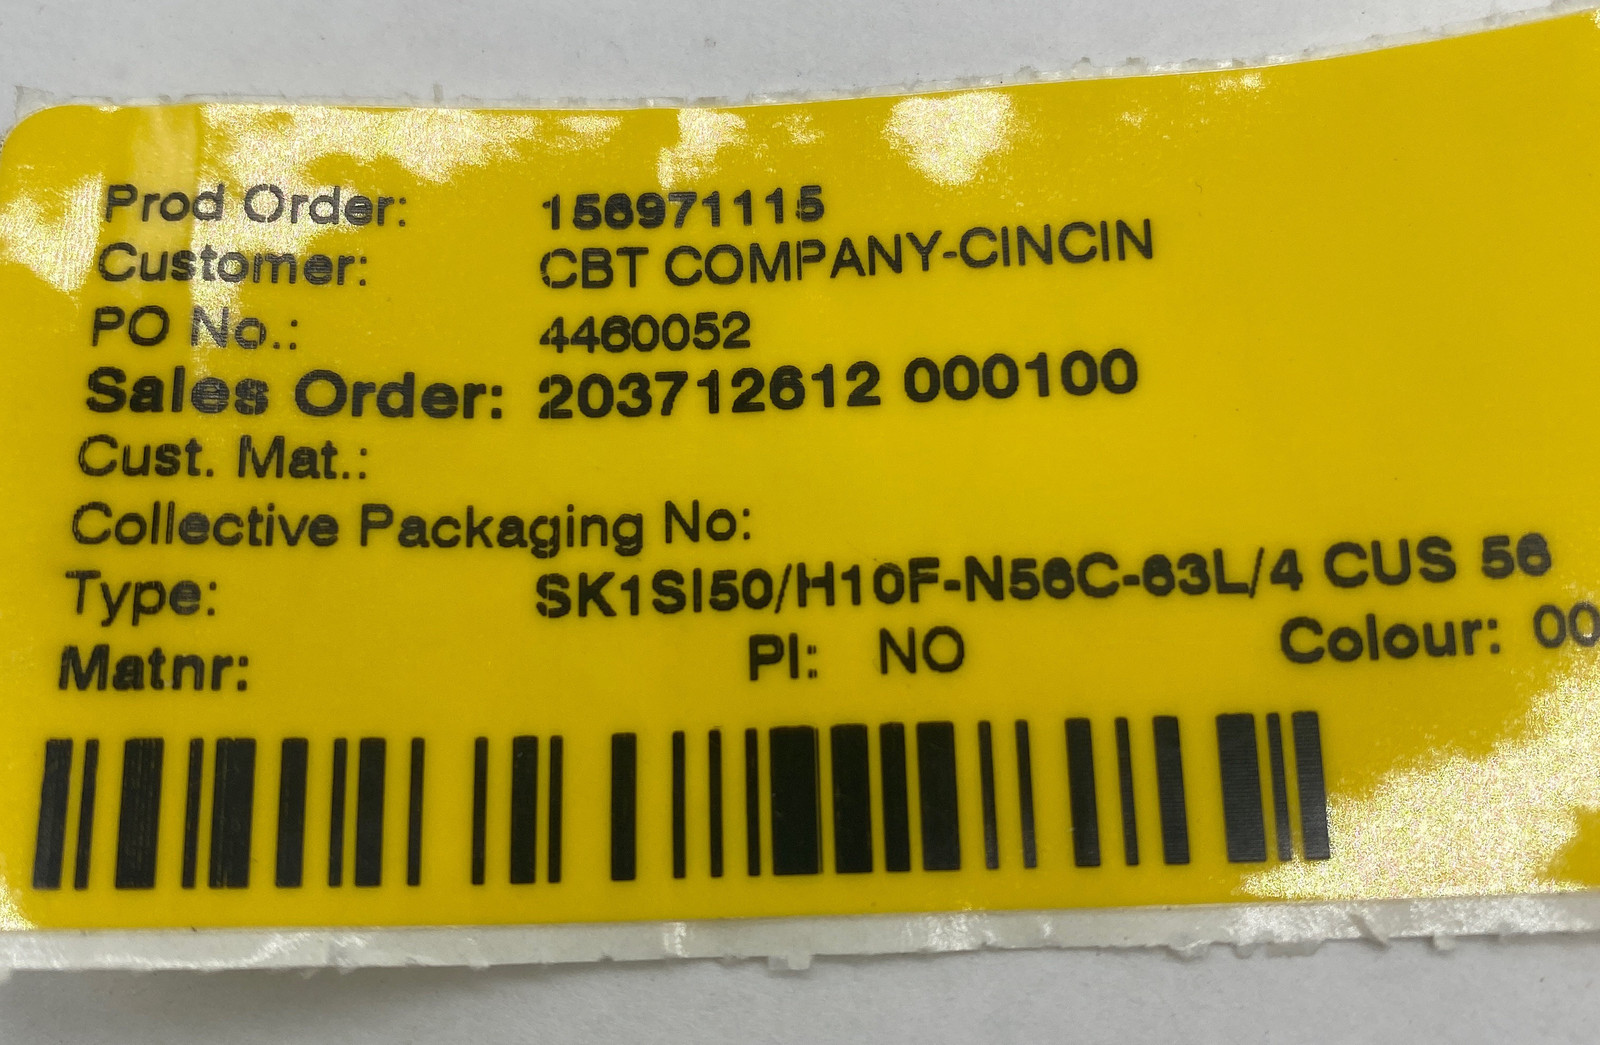 Prod Order: 156971115
Customer: CBT COMPANY-CINCIN
PO No.: 4460052
Sales Order: 203712612 000100
Cust. Mat.:
Collective Packaging No:
Type: SK1SI50/H10F-N56C-63L/4 CUS 56
Matnr: PI: NO Colour: 00